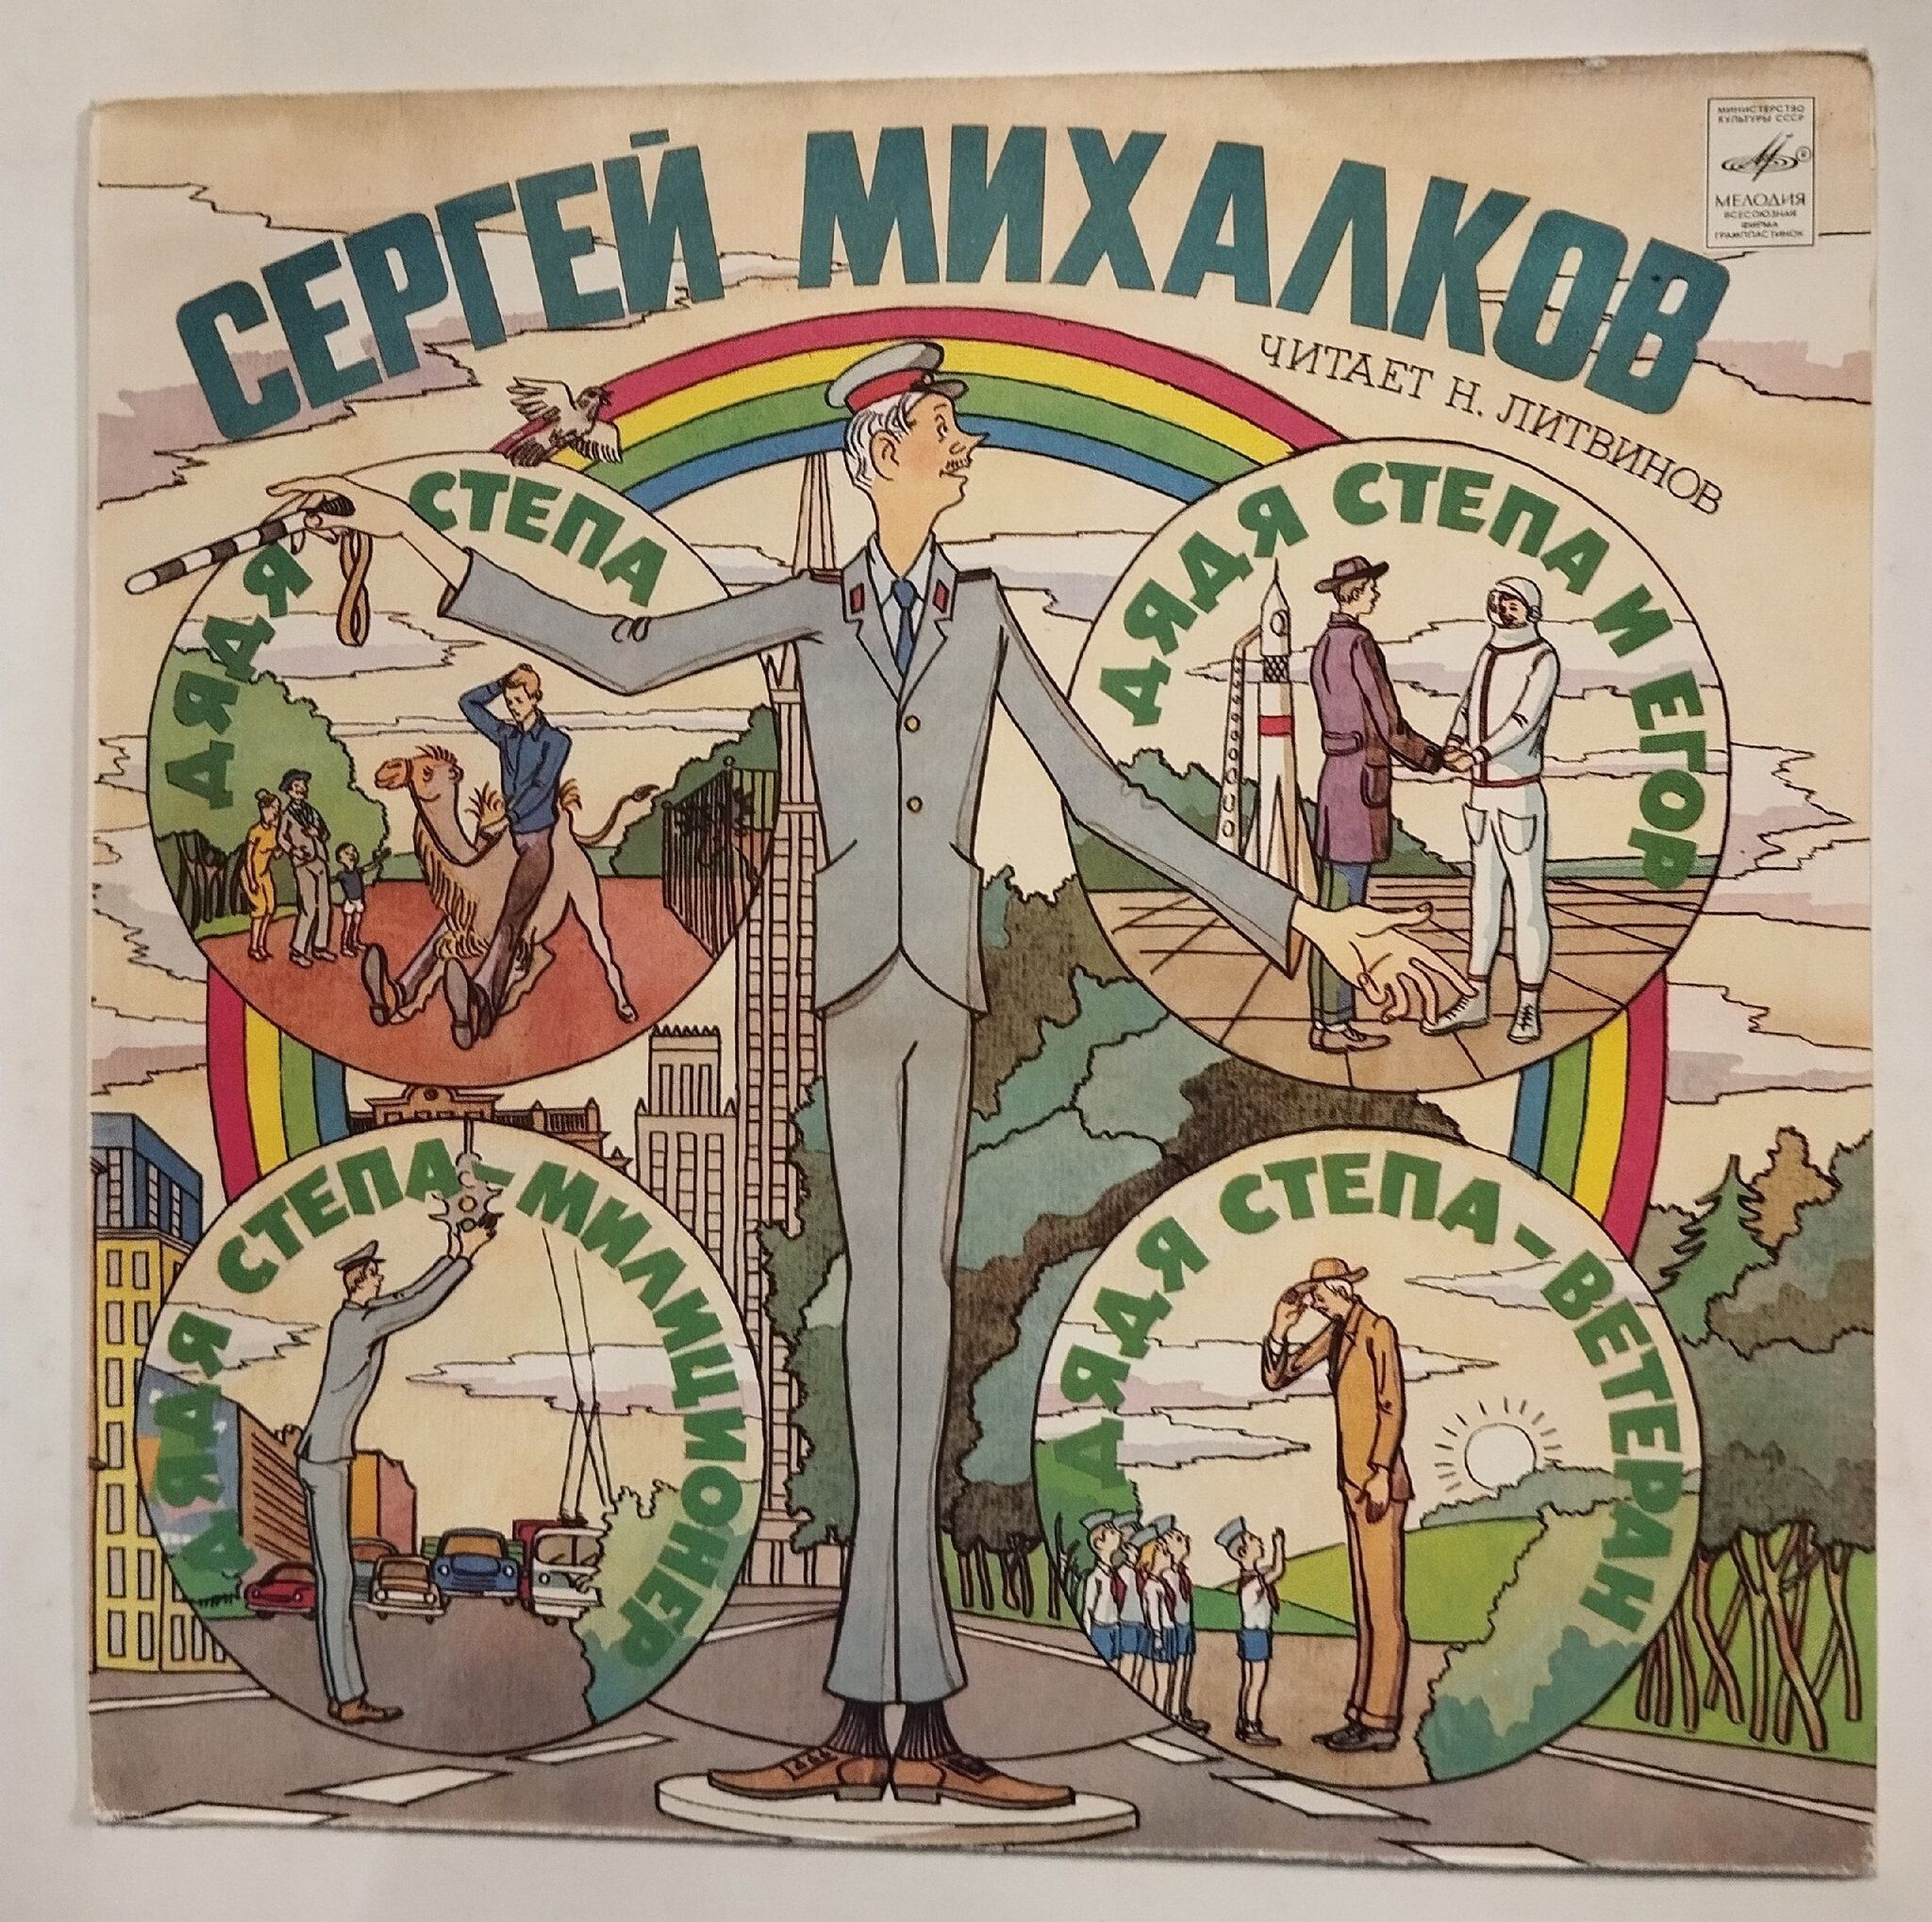 СЕРГЕЙ МИХАЛКОВ
МИНИСТЕРСТВО
КУЛЬТУРЫ СССР
®
МЕЛОДИЯ
ВСЕСОЮЗНАЯ
ФИРМА
ГРАМПЛАСТИНОК
ЧИТАЕТ Н. ЛИТВИНОВ
ДЯДЯ СТЕПА
ДЯДЯ СТЕПА И ЕГОР
ДЯДЯ СТЕПА-МИЛИЦИОНЕР
ДЯДЯ СТЕПА-ВЕТЕРАН